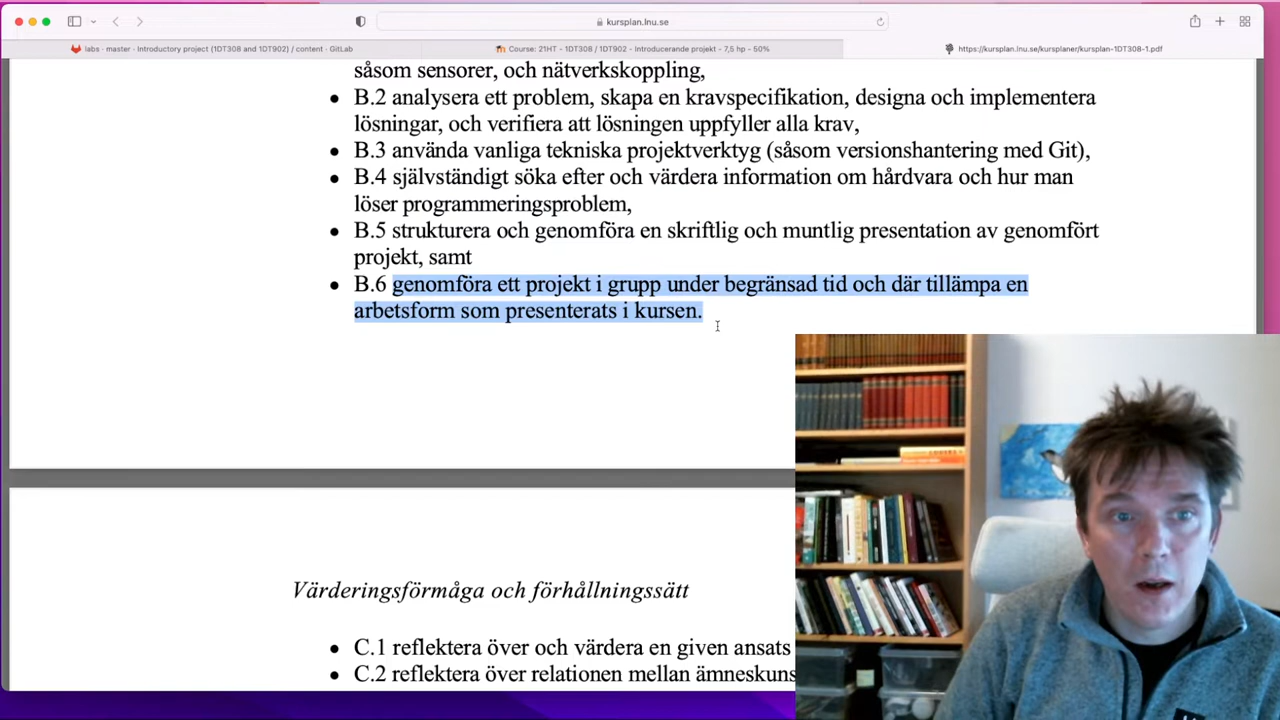 kursplan.lnu.se
labs · master · Introductory project (1DT308 and 1DT902) / content · GitLab
Course: 21HT - 1DT308 / 1DT902 - Introducerande projekt - 7,5 hp - 50%
https://kursplan.lnu.se/kursplaner/kursplan-1DT308-1.pdf
såsom sensorer, och nätverkskoppling,
• B.2 analysera ett problem, skapa en kravspecifikation, designa och implementera
lösningar, och verifiera att lösningen uppfyller alla krav,
• B.3 använda vanliga tekniska projektverktyg (såsom versionshantering med Git),
• B.4 självständigt söka efter och värdera information om hårdvara och hur man
löser programmeringsproblem,
• B.5 strukturera och genomföra en skriftlig och muntlig presentation av genomfört
projekt, samt
• B.6 genomföra ett projekt i grupp under begränsad tid och där tillämpa en
arbetsform som presenterats i kursen.
Värderingsförmåga och förhållningssätt
• C.1 reflektera över och värdera en given ansats
• C.2 reflektera över relationen mellan ämneskuns